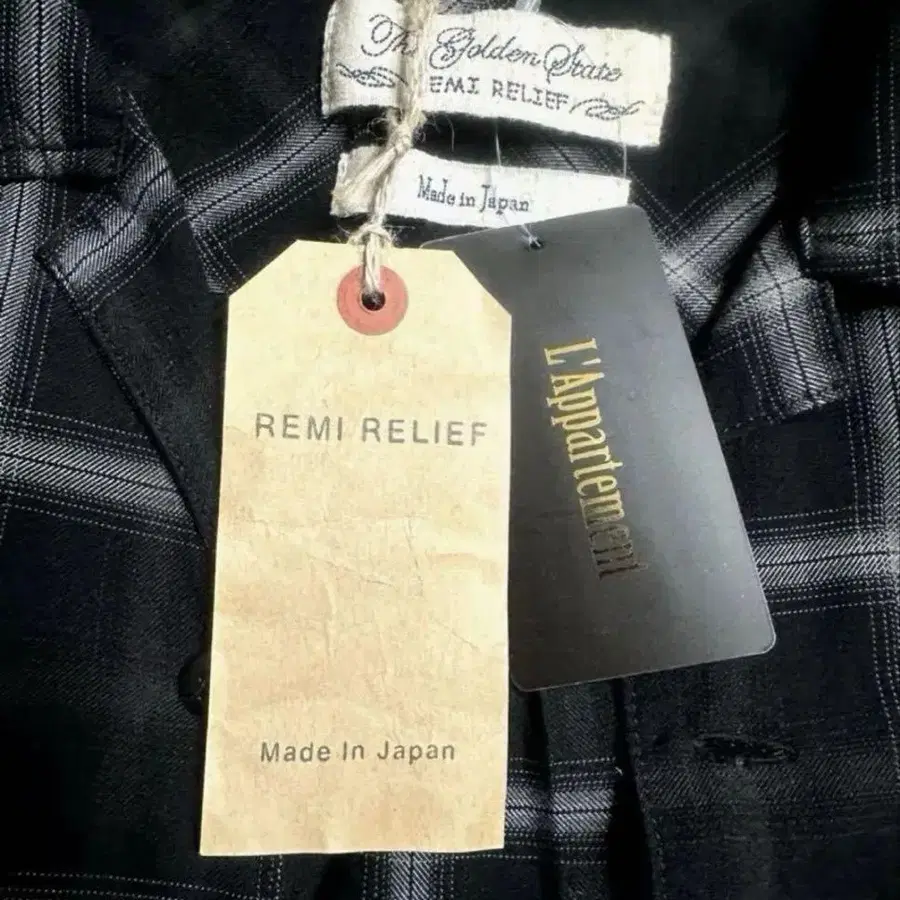 The Golden State
REMI RELIEF
Made in Japan
REMI RELIEF
Made In Japan
L'Appartement